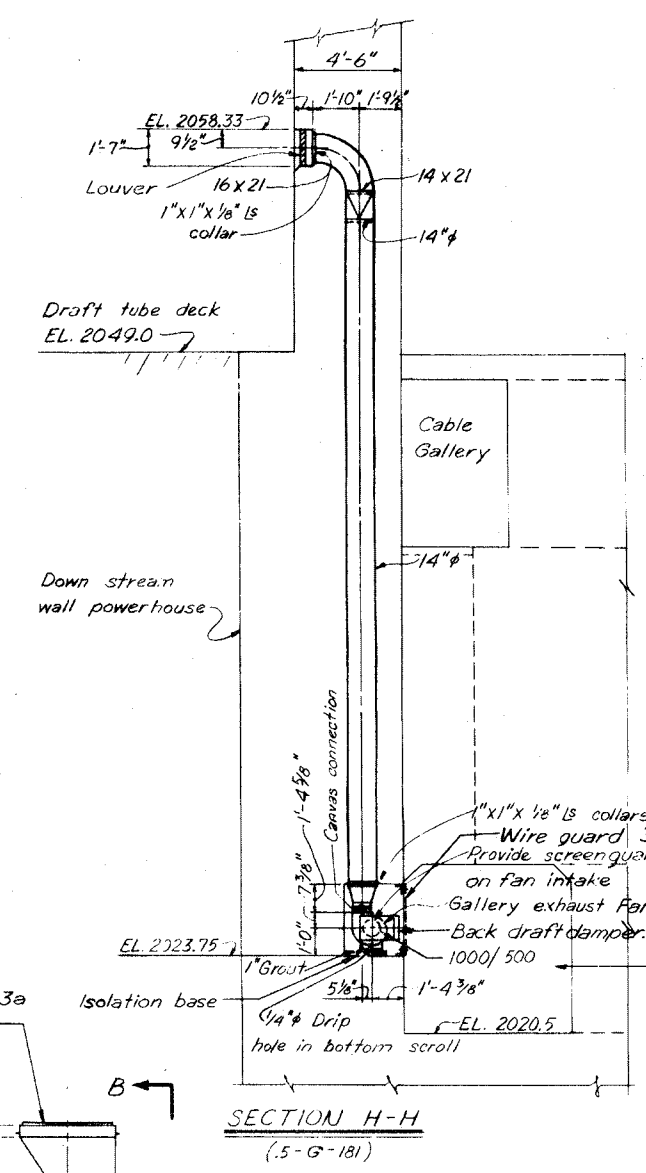 4'-6"
10½" 1'-10" 1'-9½"
EL. 2058.33
1'-7" 9½"
Louver 16 x 21 14 x 21
1"x1"x⅛" Ls
collar
14"ϕ
Draft tube deck
EL. 2049.0
Cable
Gallery
14"ϕ
Down stream
wall powerhouse
Canvas connection
1'-4⅝"
7⅜"
1'-0"
1"x1"x⅛" Ls collars
Wire guard
Provide screen
on fan intake
Gallery exhaust Fan
Back draft damper.
1000/500
EL. 2023.75
1" Grout
Isolation base
5⅛" 1'-4⅜"
¼"ϕ Drip
hole in bottom scroll
EL. 2020.5
3a
B
SECTION H-H
(.5-G-181)